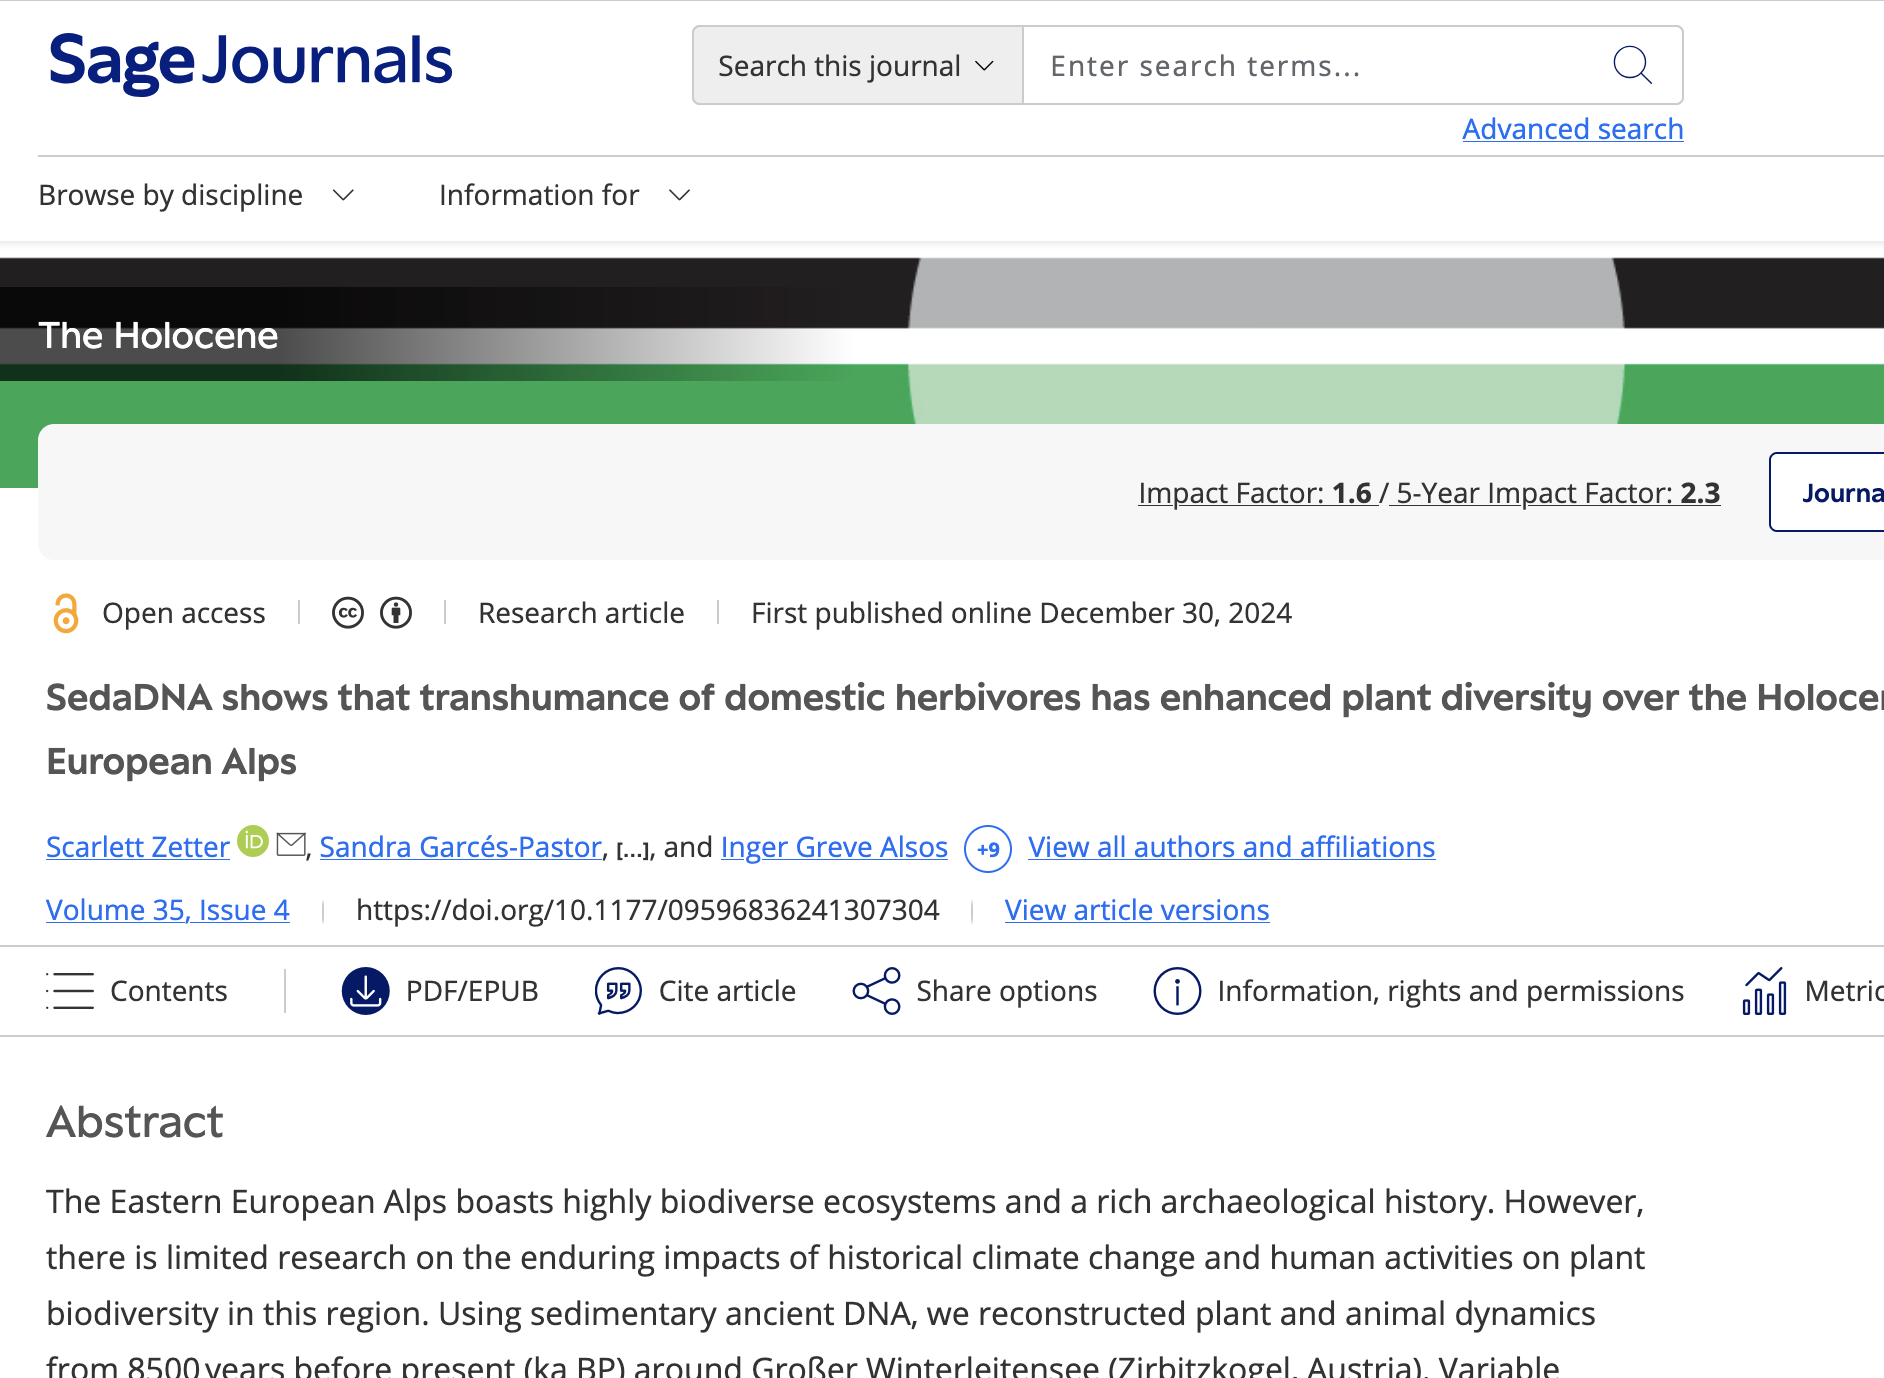 Sage Journals
Search this journal
Enter search terms...
Advanced search
Browse by discipline
Information for
The Holocene
Impact Factor: 1.6 / 5-Year Impact Factor: 2.3
Open access
cc
Research article
First published online December 30, 2024
SedaDNA shows that transhumance of domestic herbivores has enhanced plant diversity over the
European Alps
Scarlett Zetter iD, Sandra Garcés-Pastor, [...], and Inger Greve Alsos +9 View all authors and affiliations
Volume 35, Issue 4
https://doi.org/10.1177/09596836241307304
View article versions
Contents
PDF/EPUB
Cite article
Share options
Information, rights and permissions
Abstract
The Eastern European Alps boasts highly biodiverse ecosystems and a rich archaeological history. However,
there is limited research on the enduring impacts of historical climate change and human activities on plant
biodiversity in this region. Using sedimentary ancient DNA, we reconstructed plant and animal dynamics
from 8500 years before present (ka BP) around Großer Winterleitensee (Zirbitzkogel, Austria). Variable